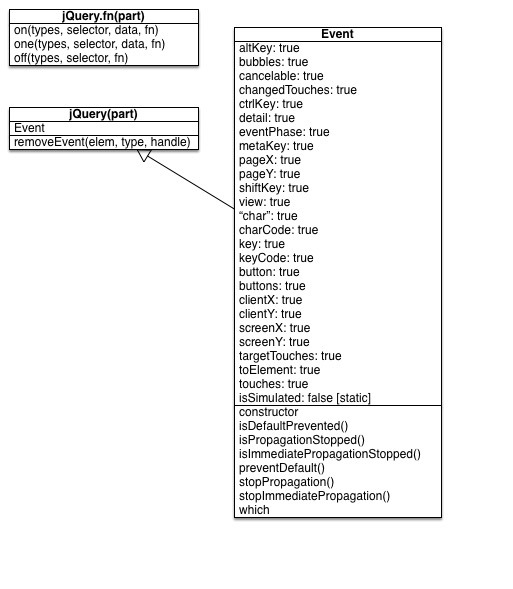 jQuery.fn(part)
on(types, selector, data, fn)
one(types, selector, data, fn)
off(types, selector, fn)
jQuery(part)
Event
removeEvent(elem, type, handle)
Event
altKey: true
bubbles: true
cancelable: true
changedTouches: true
ctrlKey: true
detail: true
eventPhase: true
metaKey: true
pageX: true
pageY: true
shiftKey: true
view: true
“char”: true
charCode: true
key: true
keyCode: true
button: true
buttons: true
clientX: true
clientY: true
screenX: true
screenY: true
targetTouches: true
toElement: true
touches: true
isSimulated: false [static]
constructor
isDefaultPrevented()
isPropagationStopped()
isImmediatePropagationStopped()
preventDefault()
stopPropagation()
stopImmediatePropagation()
which